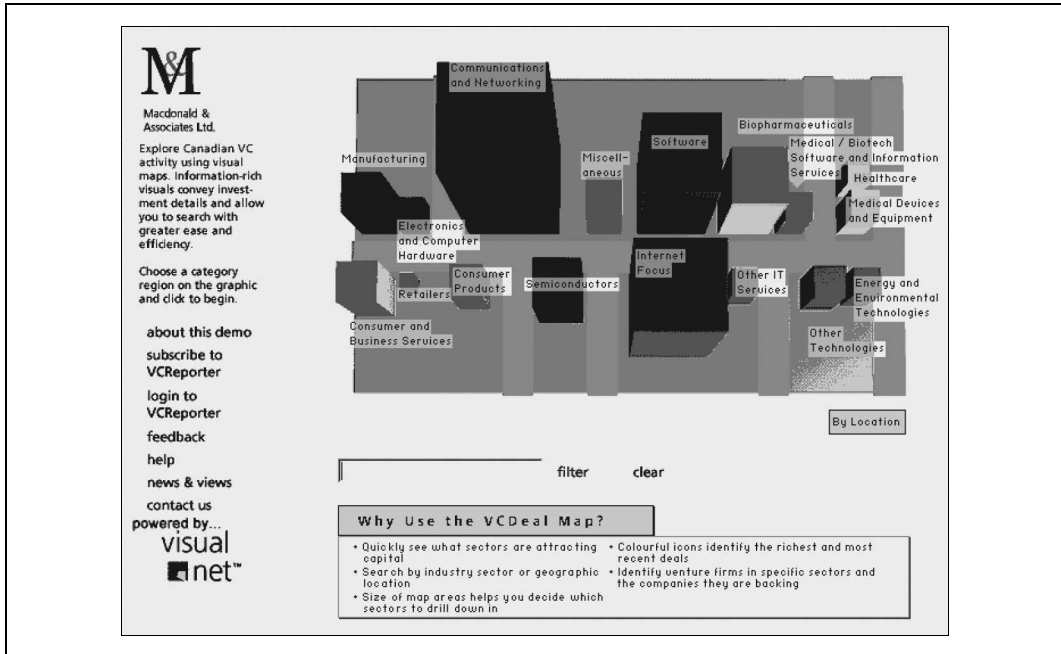 M&M
Macdonald &
Associates Ltd.
Explore Canadian VC
activity using visual
maps. Information-rich
visuals convey invest-
ment details and allow
you to search with
greater ease and
efficiency.
Choose a category
region on the graphic
and click to begin.
about this demo
subscribe to
VCReporter
login to
VCReporter
feedback
help
news & views
contact us
powered by...
visual
net™
Communications
and Networking
Manufacturing
Miscell-
aneous
Software
Biopharmaceuticals
Medical / Biotech
Software and Information
Services
Healthcare
Medical Devices
and Equipment
Electronics
and Computer
Hardware
Retailers
Consumer
Products
Semiconductors
Internet
Focus
Other IT
Services
Energy and
Environmental
Technologies
Consumer and
Business Services
Other
Technologies
By Location
filter
clear
Why Use the VCDeal Map?
• Quickly see what sectors are attracting
capital
• Search by industry sector or geographic
location
• Size of map areas helps you decide which
sectors to drill down in
• Colourful icons identify the richest and most
recent deals
• Identify venture firms in specific sectors and
the companies they are backing